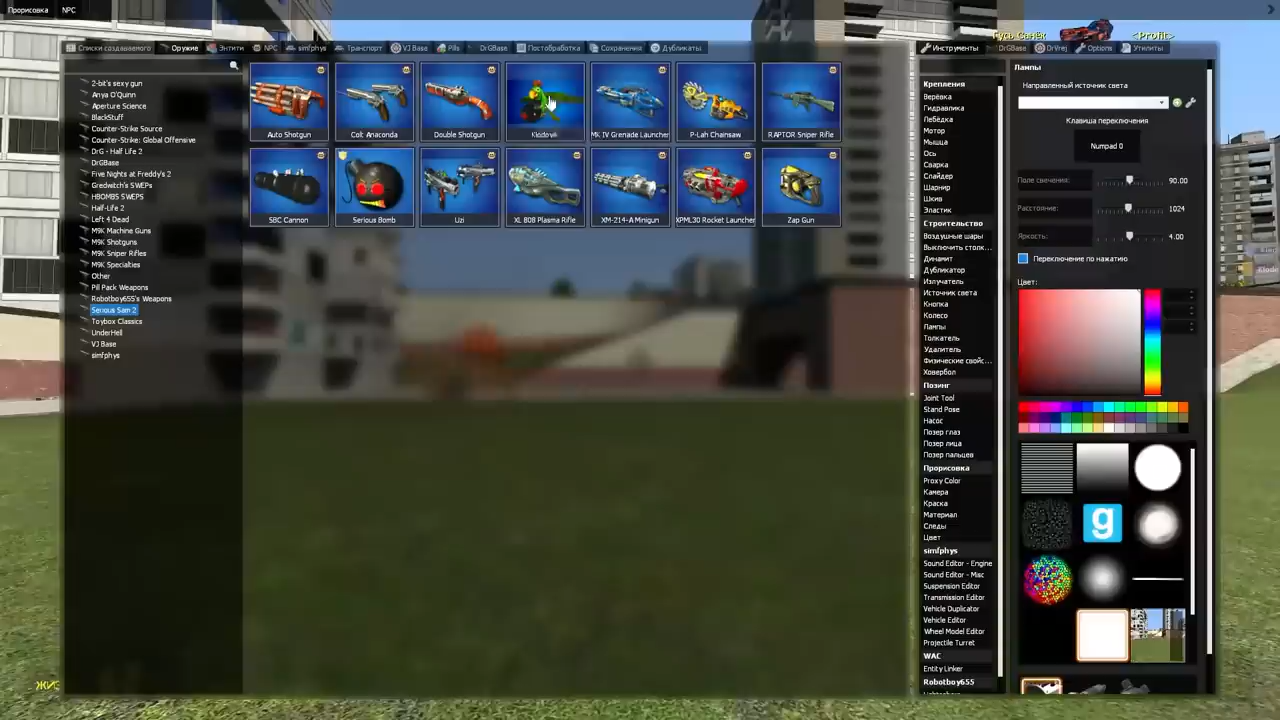 Прорисовка NPC
Гусь Санёк <Profit>
Списки создаваемого Оружие Энтити NPC simfphys Транспорт VJ Base Pills DrGBase Постобработка Сохранения Дубликаты
Инструменты DrGBase DrVrej Options Утилиты
2-bit's sexy gun
Anya O'Quinn
Aperture Science
BlackStuff
Counter-Strike Source
Counter-Strike: Global Offensive
DrG - Half Life 2
DrGBase
Five Nights at Freddy's 2
Gredwitch's SWEPs
HBOMBS SWEPS
Half-Life 2
Left 4 Dead
M9K Machine Guns
M9K Shotguns
M9K Sniper Rifles
M9K Specialties
Other
Pill Pack Weapons
Robotboy655's Weapons
Serious Sam 2
Toybox Classics
UnderHell
VJ Base
simfphys
Auto Shotgun
Colt Anaconda
Double Shotgun
Klodovik
MK IV Grenade Launcher
P-Lah Chainsaw
RAPTOR Sniper Rifle
SBC Cannon
Serious Bomb
Uzi
XL 808 Plasma Rifle
XM-214-A Minigun
XPML30 Rocket Launcher
Zap Gun
Крепления
Верёвка
Гидравлика
Лебёдка
Мотор
Мышца
Ось
Сварка
Слайдер
Шарнир
Шкив
Эластик
Строительство
Воздушные шары
Выключить столк...
Динамит
Дубликатор
Излучатель
Источник света
Кнопка
Колесо
Лампы
Толкатель
Удалитель
Физические свойс...
Ховербол
Позинг
Joint Tool
Stand Pose
Насос
Позер глаз
Позер лица
Позер пальцев
Прорисовка
Proxy Color
Камера
Краска
Материал
Следы
Цвет
simfphys
Sound Editor - Engine
Sound Editor - Misc
Suspension Editor
Transmission Editor
Vehicle Duplicator
Vehicle Editor
Wheel Model Editor
Projectile Turret
WAC
Entity Linker
Robotboy655
Лампы
Направленный источник света
Клавиша переключения
Numpad 0
Поле свечения: 90.00
Расстояние: 1024
Яркость: 4.00
Переключение по нажатию
Цвет:
g